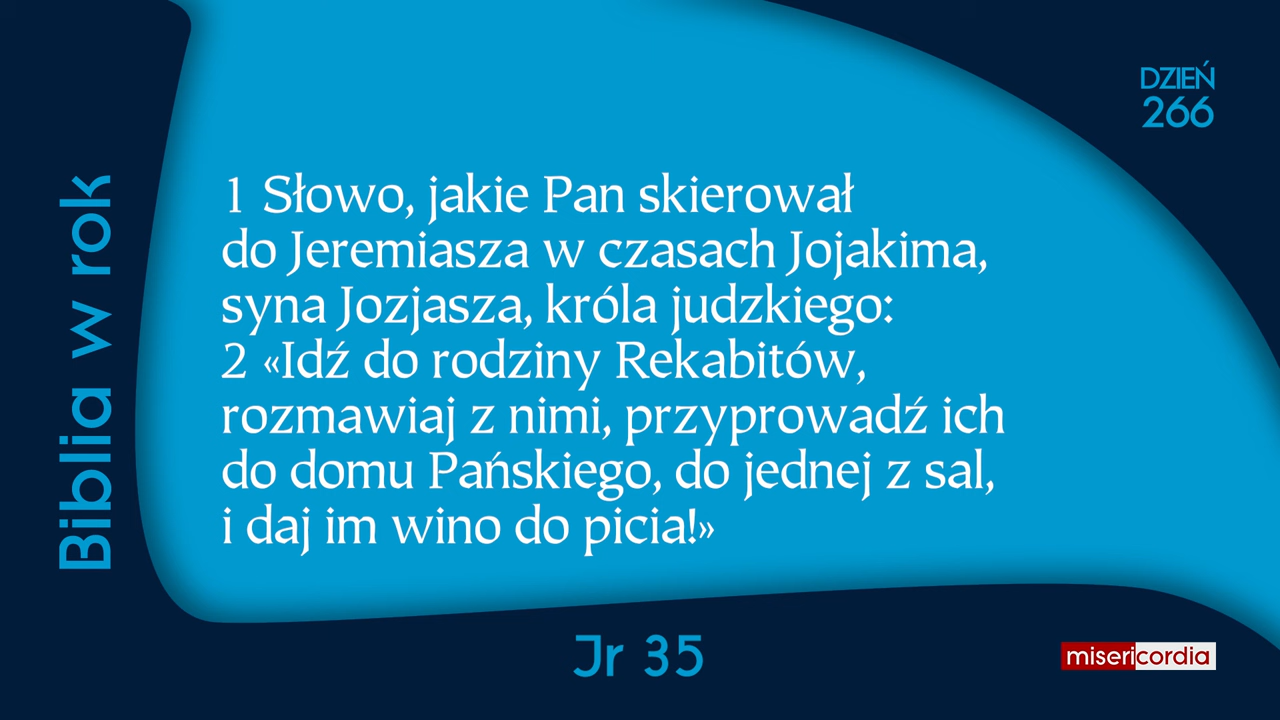 DZIEŃ
266
Biblia w rok
1 Słowo, jakie Pan skierował
do Jeremiasza w czasach Jojakima,
syna Jozjasza, króla judzkiego:
2 «Idź do rodziny Rekabitów,
rozmawiaj z nimi, przyprowadź ich
do domu Pańskiego, do jednej z sal,
i daj im wino do picia!»
Jr 35
misericordia